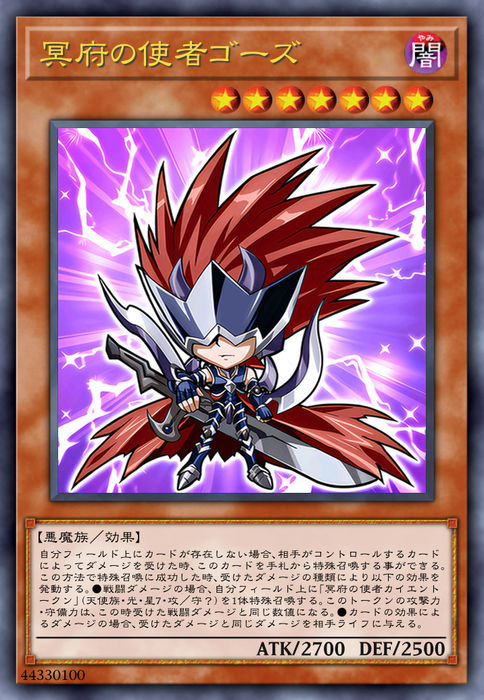 冥府の使者ゴーズ
やみ
闇
【悪魔族/効果】
自分フィールド上にカードが存在しない場合、相手がコントロールするカード
によってダメージを受けた時、このカードを手札から特殊召喚する事ができる。
この方法で特殊召喚に成功した時、受けたダメージの種類により以下の効果を
発動する。●戦闘ダメージの場合、自分フィールド上に「冥府の使者カイエント
ークン」(天使族・光・星7・攻/守?)を1体特殊召喚する。このトークンの攻撃力
・守備力は、この時受けた戦闘ダメージと同じ数値になる。●カードの効果によ
るダメージの場合、受けたダメージと同じダメージを相手ライフに与える。
ATK/2700 DEF/2500
44330100